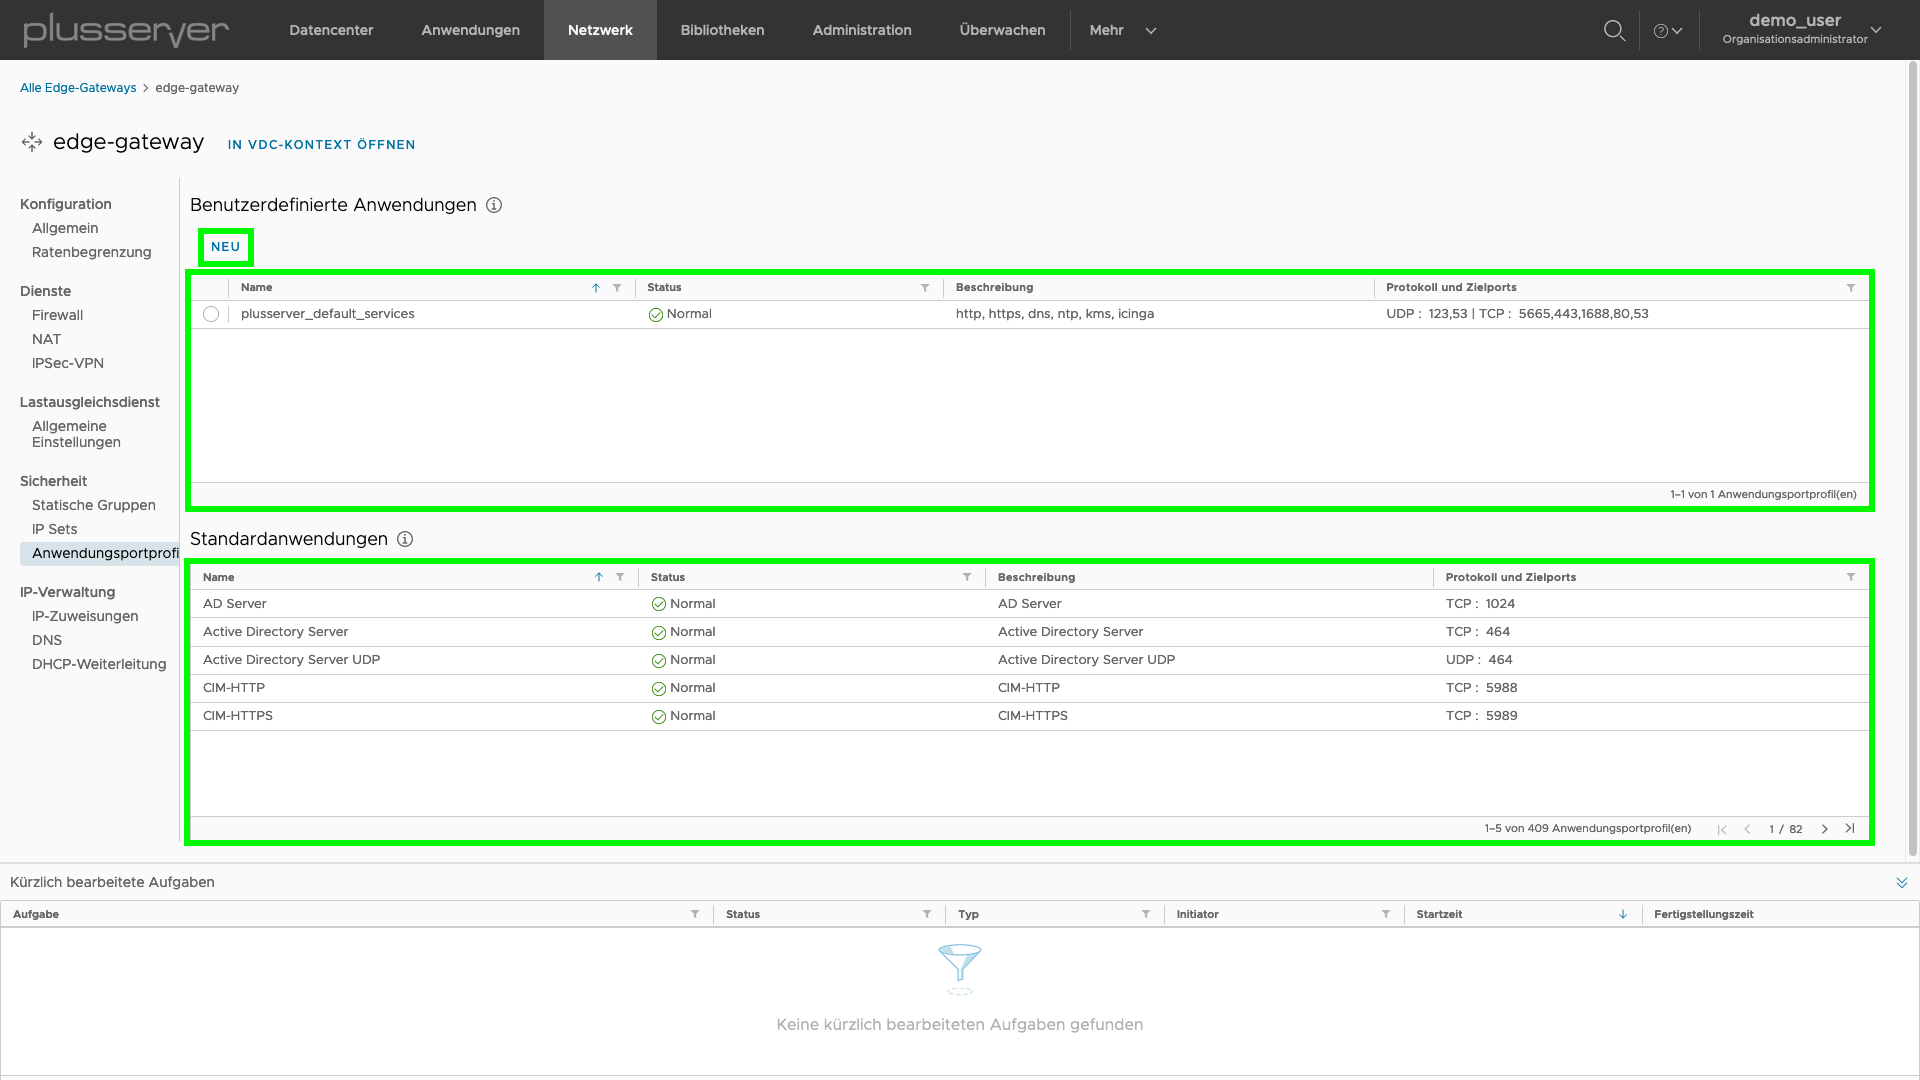 plusserver
Datencenter
Anwendungen
Netzwerk
Bibliotheken
Administration
Überwachen
Mehr
demo_user
Organisationsadministrator
Alle Edge-Gateways > edge-gateway
edge-gateway
IN VDC-KONTEXT ÖFFNEN
Konfiguration
Allgemein
Ratenbegrenzung
Dienste
Firewall
NAT
IPSec-VPN
Lastausgleichsdienst
Allgemeine
Einstellungen
Sicherheit
Statische Gruppen
IP Sets
Anwendungsportprofi
IP-Verwaltung
IP-Zuweisungen
DNS
DHCP-Weiterleitung
Benutzerdefinierte Anwendungen
NEU
Name Status Beschreibung Protokoll und Zielports
plusserver_default_services Normal http, https, dns, ntp, kms, icinga UDP : 123,53 | TCP : 5665,443,1688,80,53
1–1 von 1 Anwendungsportprofil(en)
Standardanwendungen
Name Status Beschreibung Protokoll und Zielports
AD Server Normal AD Server TCP : 1024
Active Directory Server Normal Active Directory Server TCP : 464
Active Directory Server UDP Normal Active Directory Server UDP UDP : 464
CIM-HTTP Normal CIM-HTTP TCP : 5988
CIM-HTTPS Normal CIM-HTTPS TCP : 5989
1–5 von 409 Anwendungsportprofil(en) 1 / 82
Kürzlich bearbeitete Aufgaben
Aufgabe Status Typ Initiator Startzeit Fertigstellungszeit
Keine kürzlich bearbeiteten Aufgaben gefunden